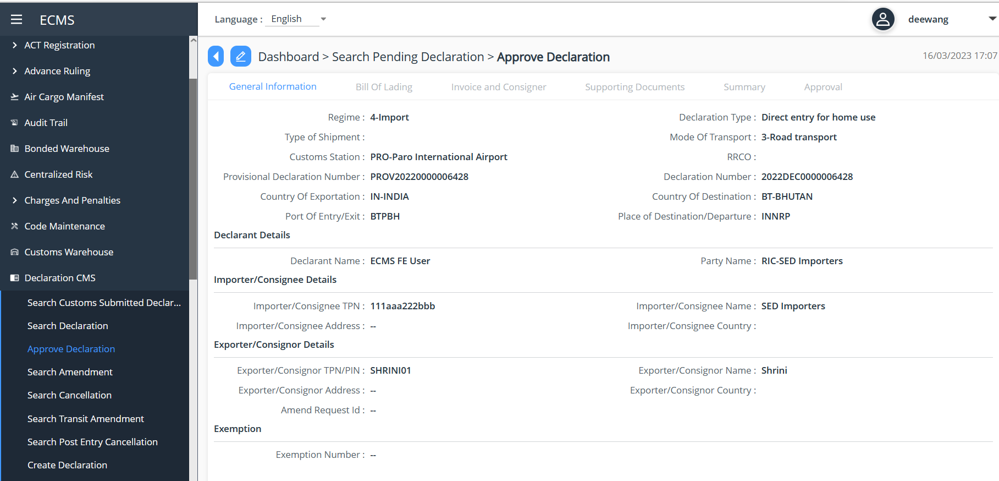 ECMS
Language : English
deewang
ACT Registration
Advance Ruling
Air Cargo Manifest
Audit Trail
Bonded Warehouse
Centralized Risk
Charges And Penalties
Code Maintenance
Customs Warehouse
Declaration CMS
Search Customs Submitted Declar...
Search Declaration
Approve Declaration
Search Amendment
Search Cancellation
Search Transit Amendment
Search Post Entry Cancellation
Create Declaration
Dashboard > Search Pending Declaration > Approve Declaration
16/03/2023 17:07
General Information Bill Of Lading Invoice and Consigner Supporting Documents Summary Approval
Regime : 4-Import Declaration Type : Direct entry for home use
Type of Shipment : Mode Of Transport : 3-Road transport
Customs Station : PRO-Paro International Airport RRCO :
Provisional Declaration Number : PROV20220000006428 Declaration Number : 2022DEC0000006428
Country Of Exportation : IN-INDIA Country Of Destination : BT-BHUTAN
Port Of Entry/Exit : BTPBH Place of Destination/Departure : INNRP
Declarant Details
Declarant Name : ECMS FE User Party Name : RIC-SED Importers
Importer/Consignee Details
Importer/Consignee TPN : 111aaa222bbb Importer/Consignee Name : SED Importers
Importer/Consignee Address : -- Importer/Consignee Country :
Exporter/Consignor Details
Exporter/Consignor TPN/PIN : SHRINI01 Exporter/Consignor Name : Shrini
Exporter/Consignor Address : -- Exporter/Consignor Country :
Amend Request Id : --
Exemption
Exemption Number : --